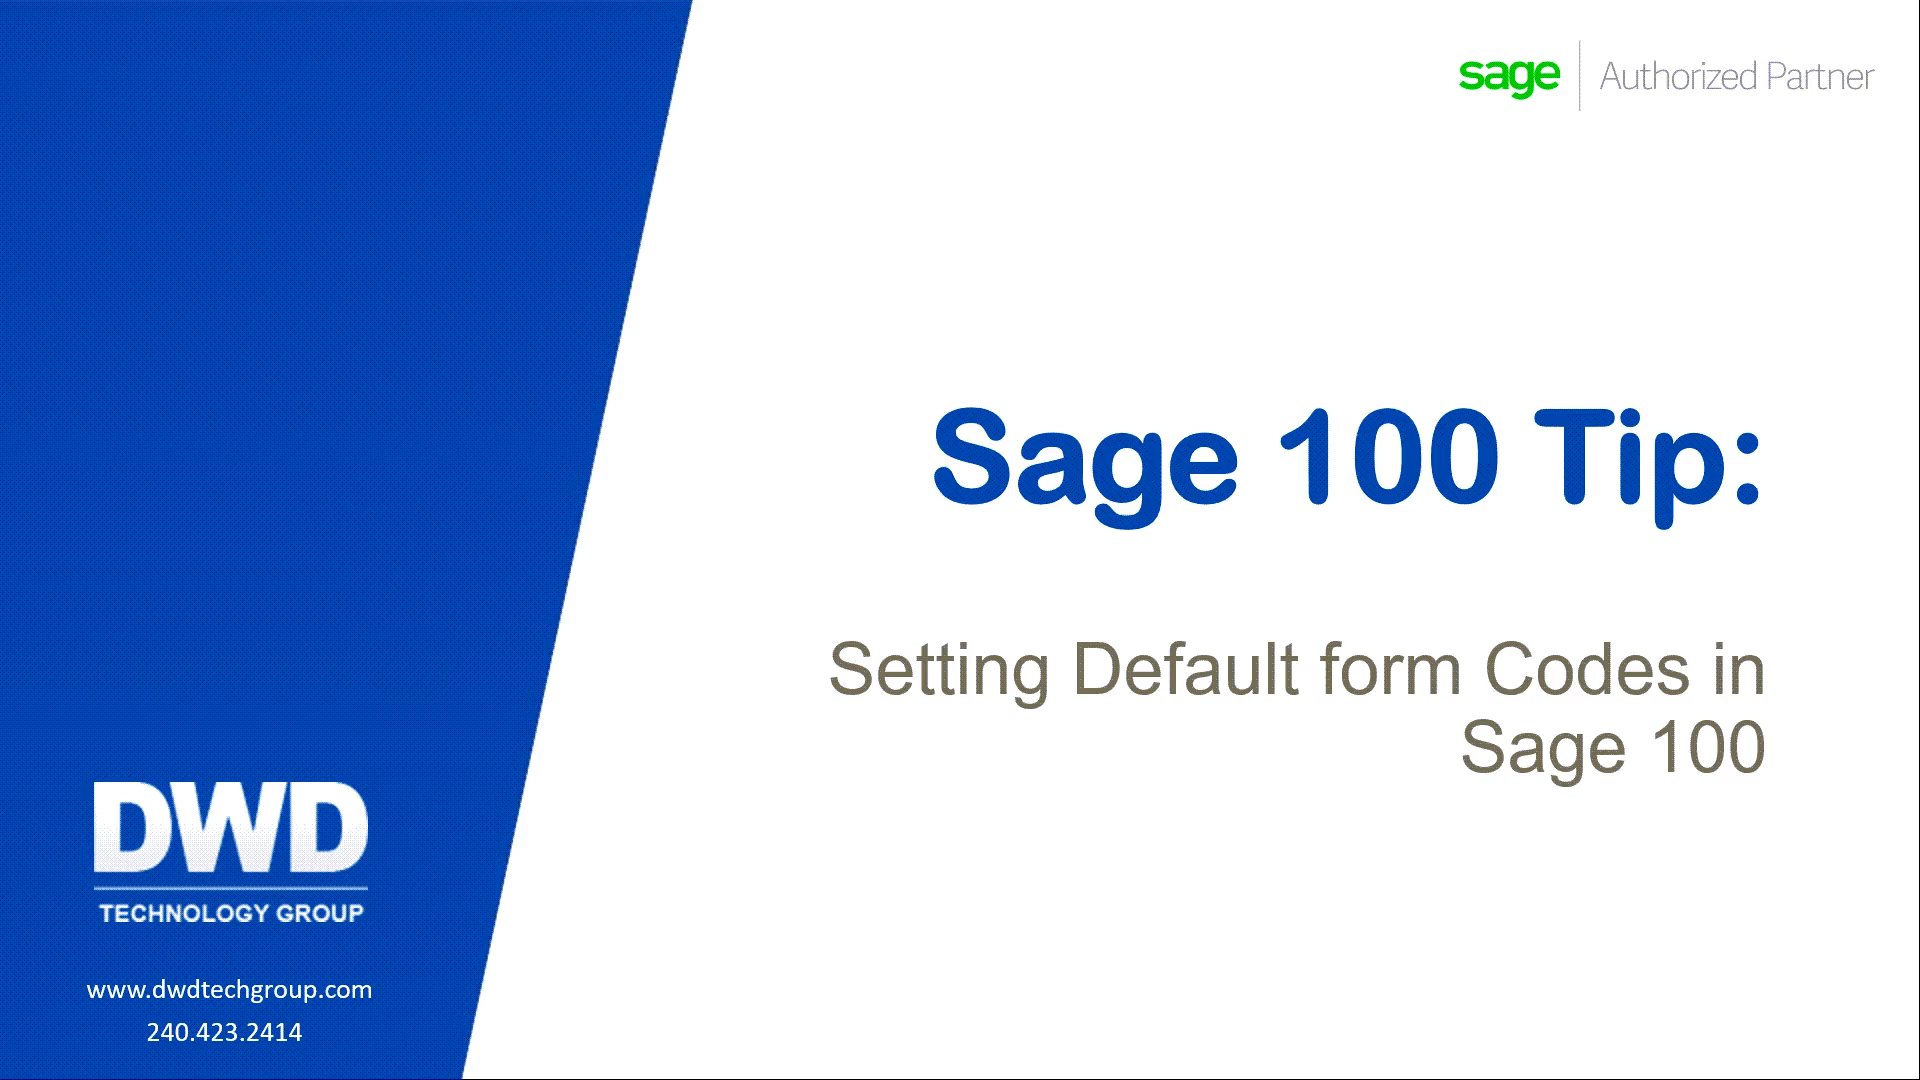 sage | Authorized Partner
Sage 100 Tip:
Setting Default form Codes in
Sage 100
DWD
TECHNOLOGY GROUP
www.dwdtechgroup.com
240.423.2414